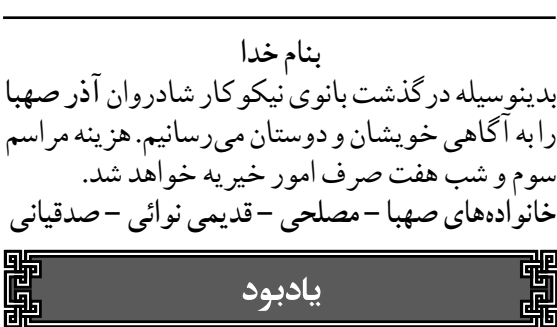 بنام خدا
بدینوسیله درگذشت بانوی نیکوکار شادروان آذر صهبا
را به آگاهی خویشان و دوستان می‌رسانیم. هزینه مراسم
سوم و شب هفت صرف امور خیریه خواهد شد.
خانواده‌های صهبا – مصلحی – قدیمی نوائی – صدقیانی
یادبود